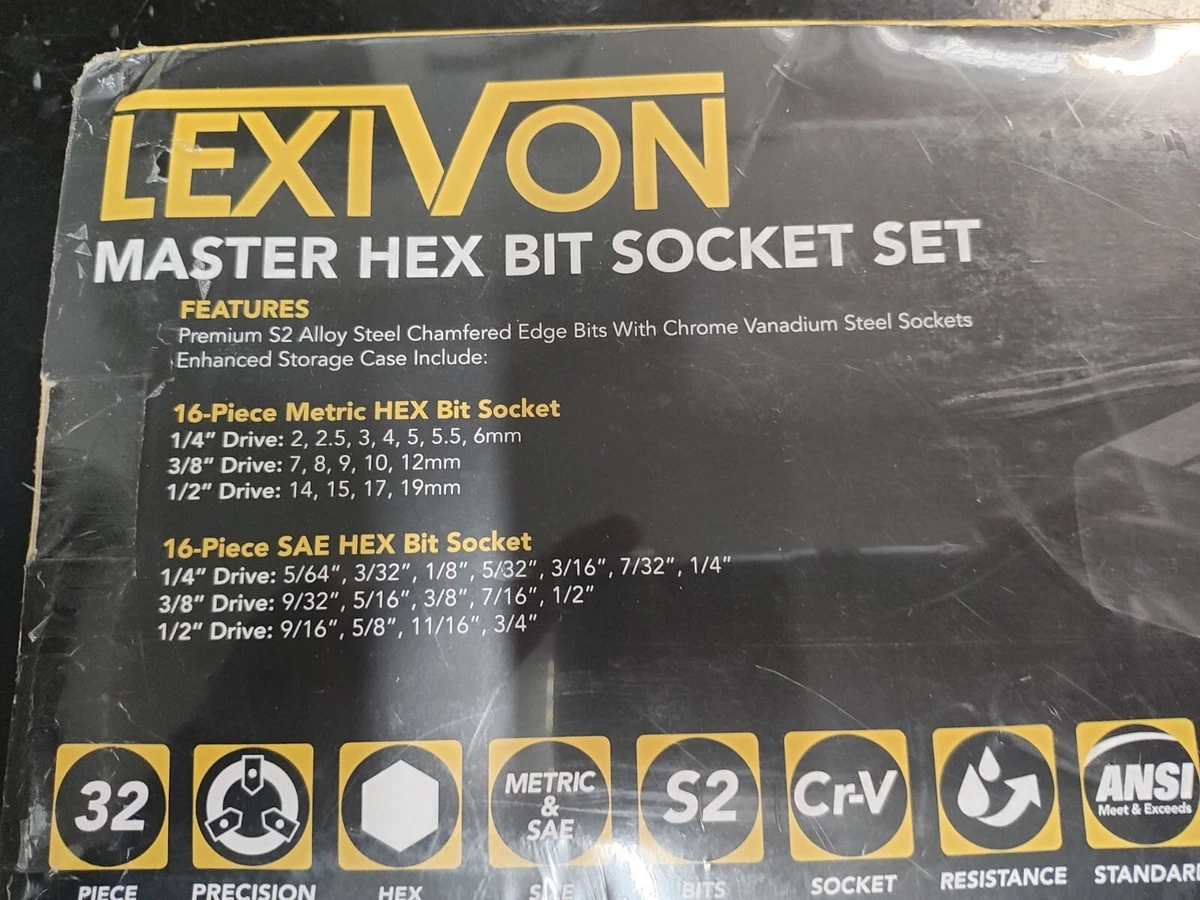 LEXIVON
MASTER HEX BIT SOCKET SET
FEATURES
Premium S2 Alloy Steel Chamfered Edge Bits With Chrome Vanadium Steel Sockets
Enhanced Storage Case Include:
16-Piece Metric HEX Bit Socket
1/4" Drive: 2, 2.5, 3, 4, 5, 5.5, 6mm
3/8" Drive: 7, 8, 9, 10, 12mm
1/2" Drive: 14, 15, 17, 19mm
16-Piece SAE HEX Bit Socket
1/4" Drive: 5/64", 3/32", 1/8", 5/32", 3/16", 7/32", 1/4"
3/8" Drive: 9/32", 5/16", 3/8", 7/16", 1/2"
1/2" Drive: 9/16", 5/8", 11/16", 3/4"
32
METRIC
&
SAE
S2
Cr-V
ANSI
Meet & Exceeds
PIECE PRECISION HEX BITS SOCKET RESISTANCE STANDAR